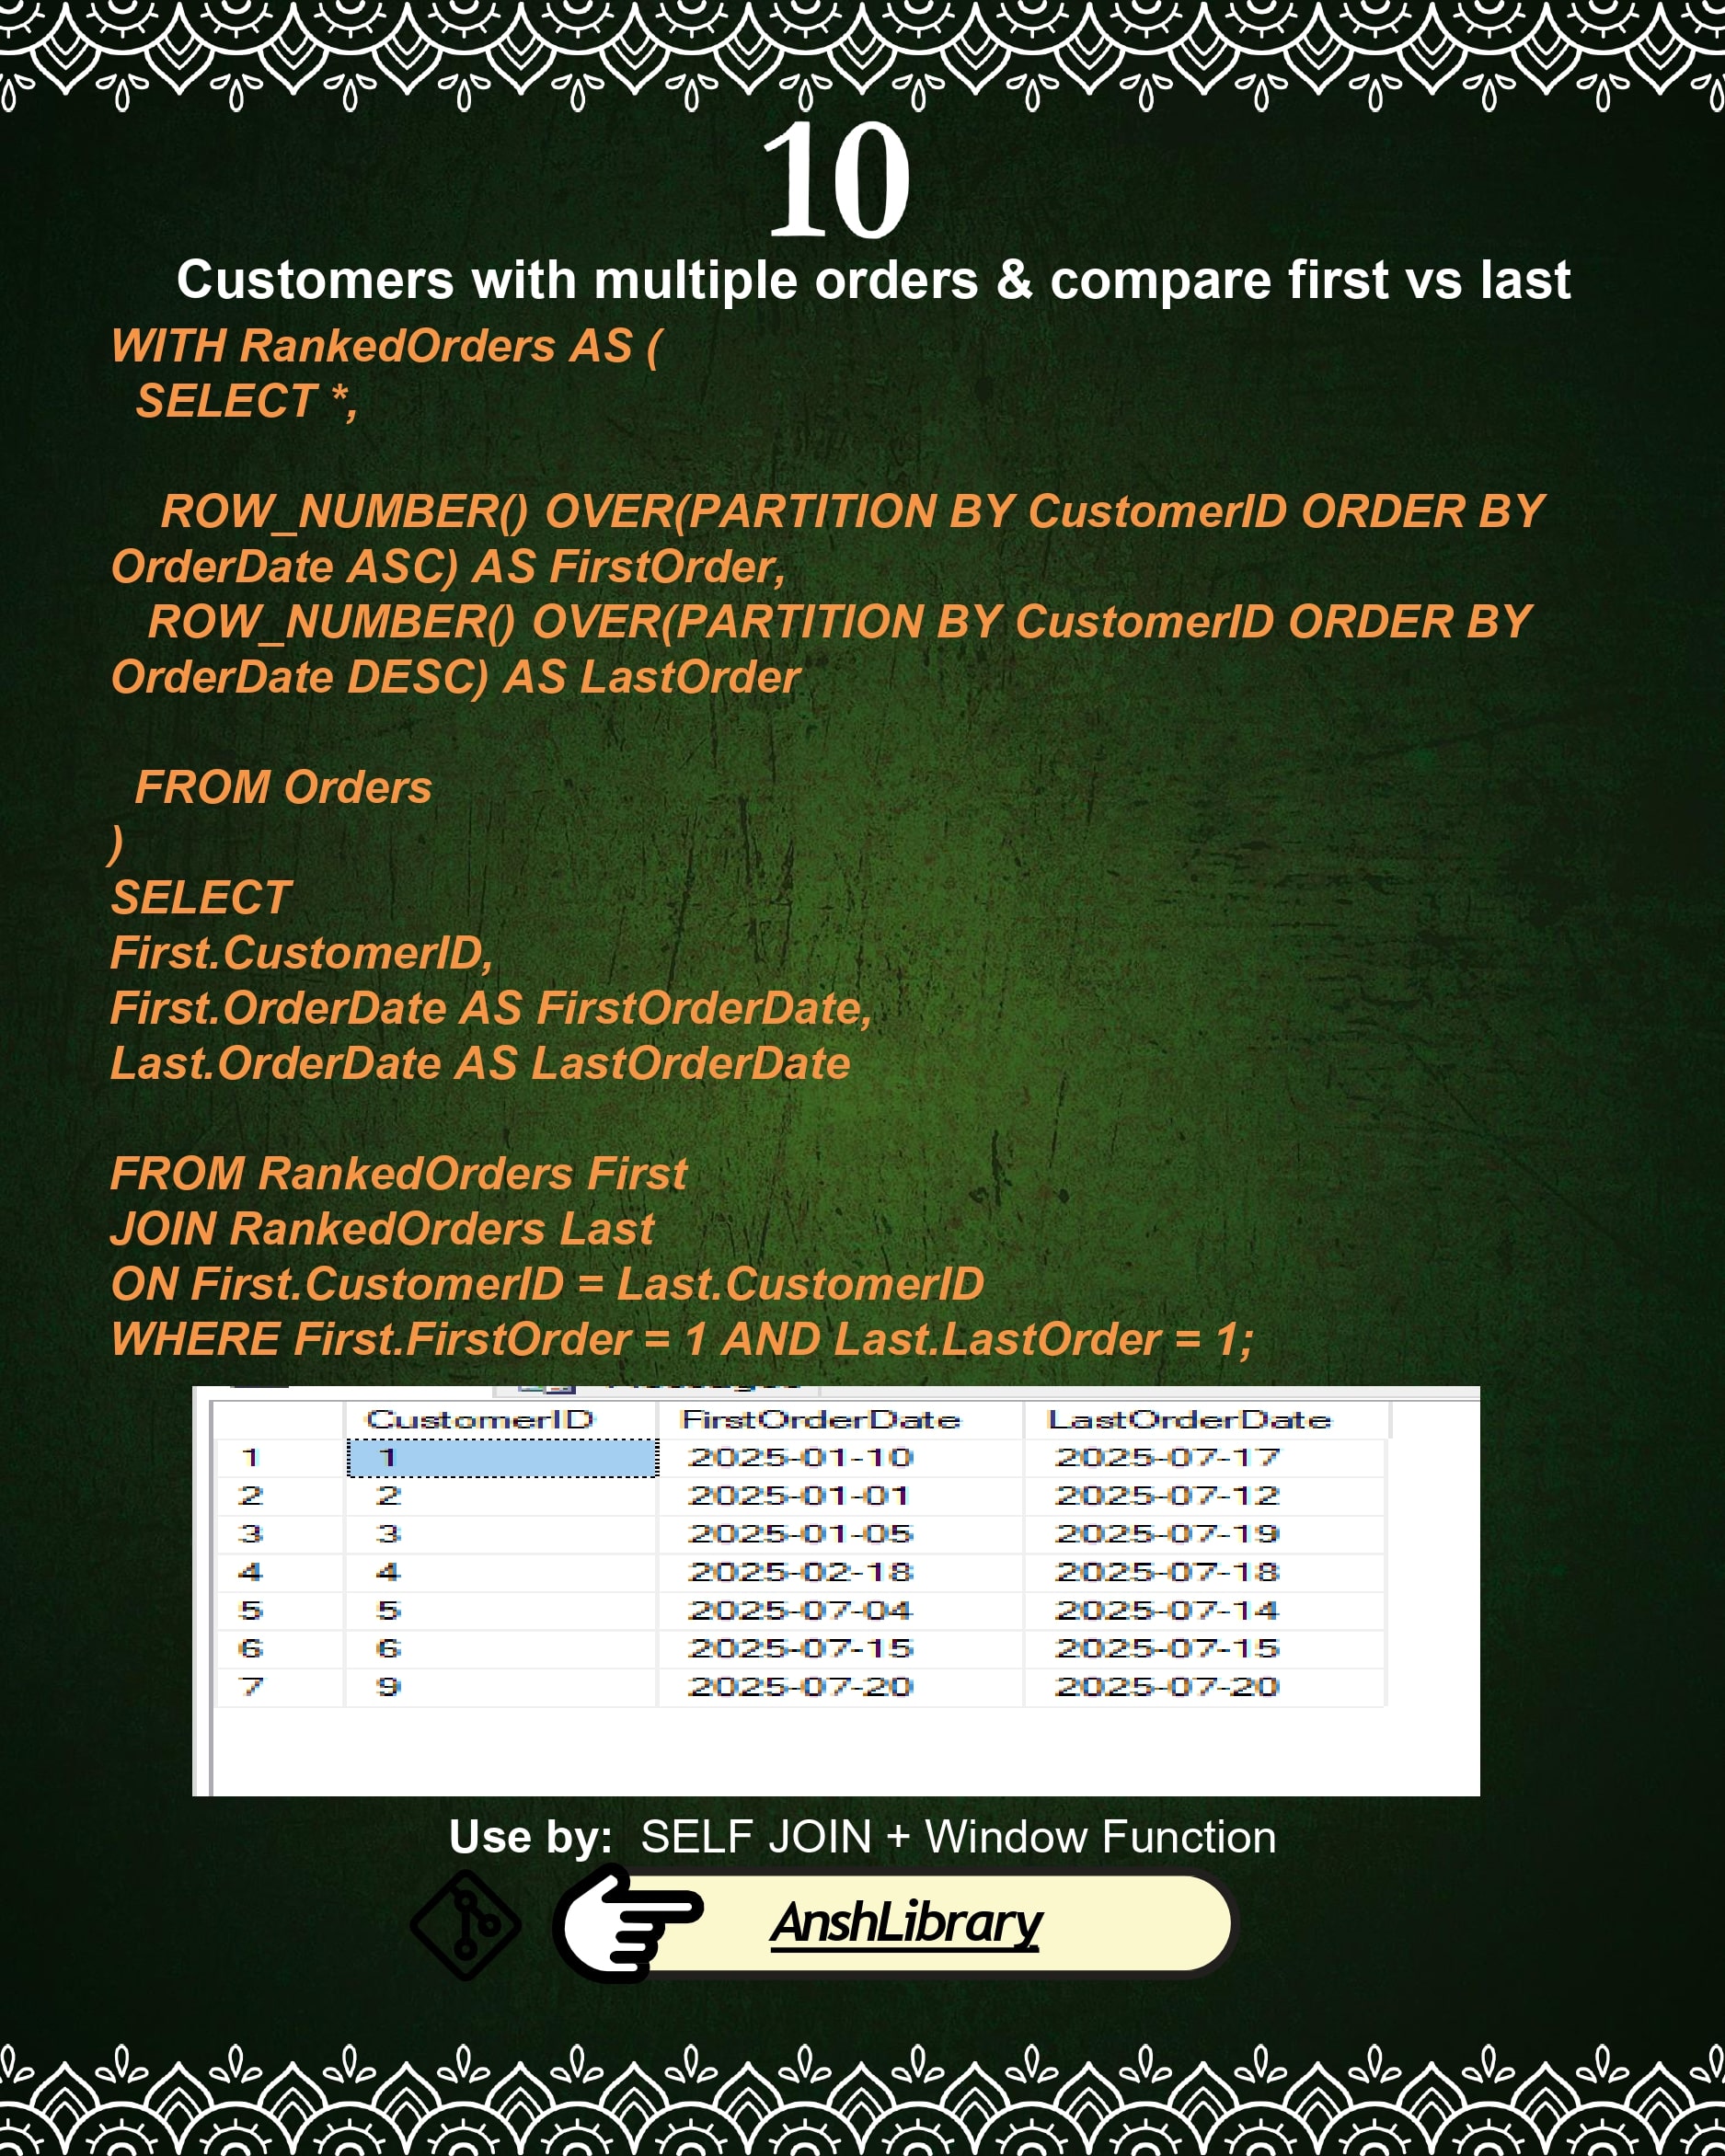 10
Customers with multiple orders & compare first vs last
WITH RankedOrders AS (
SELECT *,
ROW_NUMBER() OVER(PARTITION BY CustomerID ORDER BY
OrderDate ASC) AS FirstOrder,
ROW_NUMBER() OVER(PARTITION BY CustomerID ORDER BY
OrderDate DESC) AS LastOrder
FROM Orders
)
SELECT
First.CustomerID,
First.OrderDate AS FirstOrderDate,
Last.OrderDate AS LastOrderDate
FROM RankedOrders First
JOIN RankedOrders Last
ON First.CustomerID = Last.CustomerID
WHERE First.FirstOrder = 1 AND Last.LastOrder = 1;
CustomerID FirstOrderDate LastOrderDate
1 1 2025-01-10 2025-07-17
2 2 2025-01-01 2025-07-12
3 3 2025-01-05 2025-07-19
4 4 2025-02-18 2025-07-18
5 5 2025-07-04 2025-07-14
6 6 2025-07-15 2025-07-15
7 9 2025-07-20 2025-07-20
Use by: SELF JOIN + Window Function
AnshLibrary